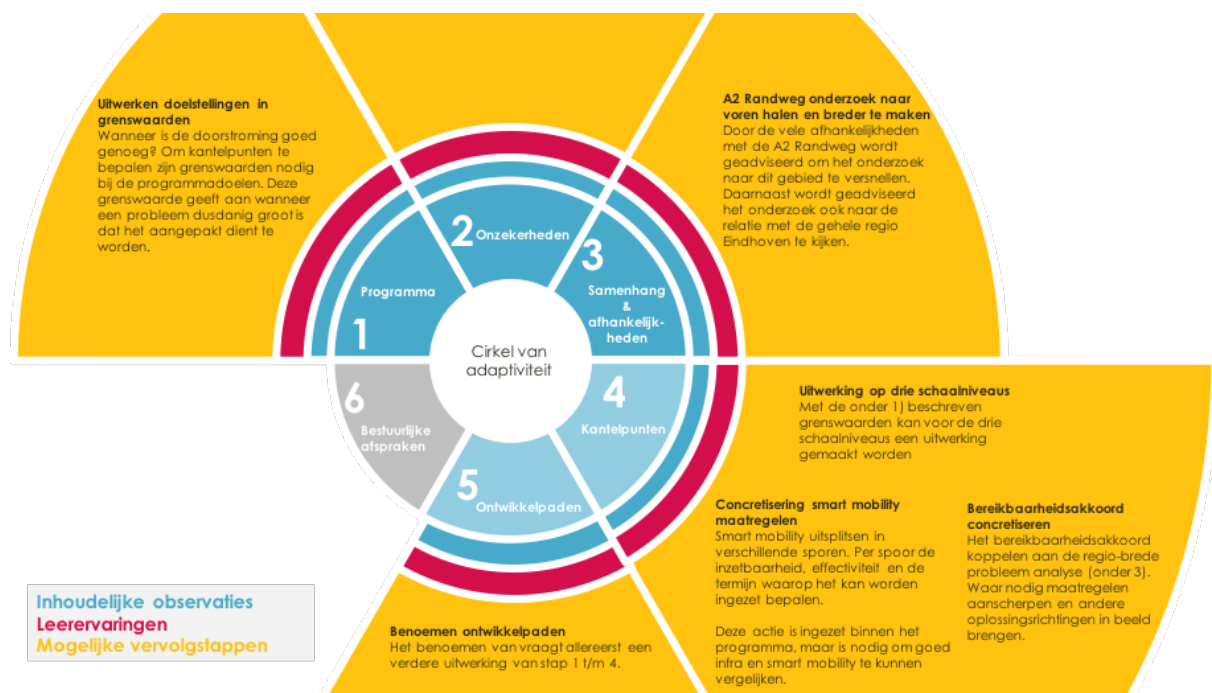 Uitwerken doelstellingen in
grenswaarden
Wanneer is de doorstroming goed
genoeg? Om kantelpunten te
bepalen zijn grenswaarden nodig
bij de programmadoelen. Deze
grenswaarde geeft aan wanneer
een probleem dusdanig groot is
dat het aangepakt dient te
worden.
A2 Randweg onderzoek naar
voren halen en breder te maken
Door de vele afhankelijkheden
met de A2 Randweg wordt
geadviseerd om het onderzoek
naar dit gebied te versnellen.
Daarnaast wordt geadviseerd
het onderzoek ook naar de
relatie met de gehele regio
Eindhoven te kijken.
1
Programma
2
Onzekerheden
3
Samenhang
&
afhankelijk-
heden
Cirkel van
adaptiviteit
4
Kantelpunten
5
Ontwikkelpaden
6
Bestuurlijke
afspraken
Uitwerking op drie schaalniveaus
Met de onder 1) beschreven
grenswaarden kan voor de drie
schaalniveaus een uitwerking
gemaakt worden
Concretisering smart mobility
maatregelen
Smart mobility uitsplitsen in
verschillende sporen. Per spoor de
inzetbaarheid, effectiviteit en de
termijn waarop het kan worden
ingezet bepalen.
Deze actie is ingezet binnen het
programma, maar is nodig om goed
infra en smart mobility te kunnen
vergelijken.
Bereikbaarheidsakkoord
concretiseren
Het bereikbaarheidsakkoord
koppelen aan de regio-brede
probleem analyse (onder 3).
Waar nodig maatregelen
aanscherpen en andere
oplossingsrichtingen in beeld
brengen.
Benoemen ontwikkelpaden
Het benoemen van vraagt allereerst een
verdere uitwerking van stap 1 t/m 4.
Inhoudelijke observaties
Leerervaringen
Mogelijke vervolgstappen